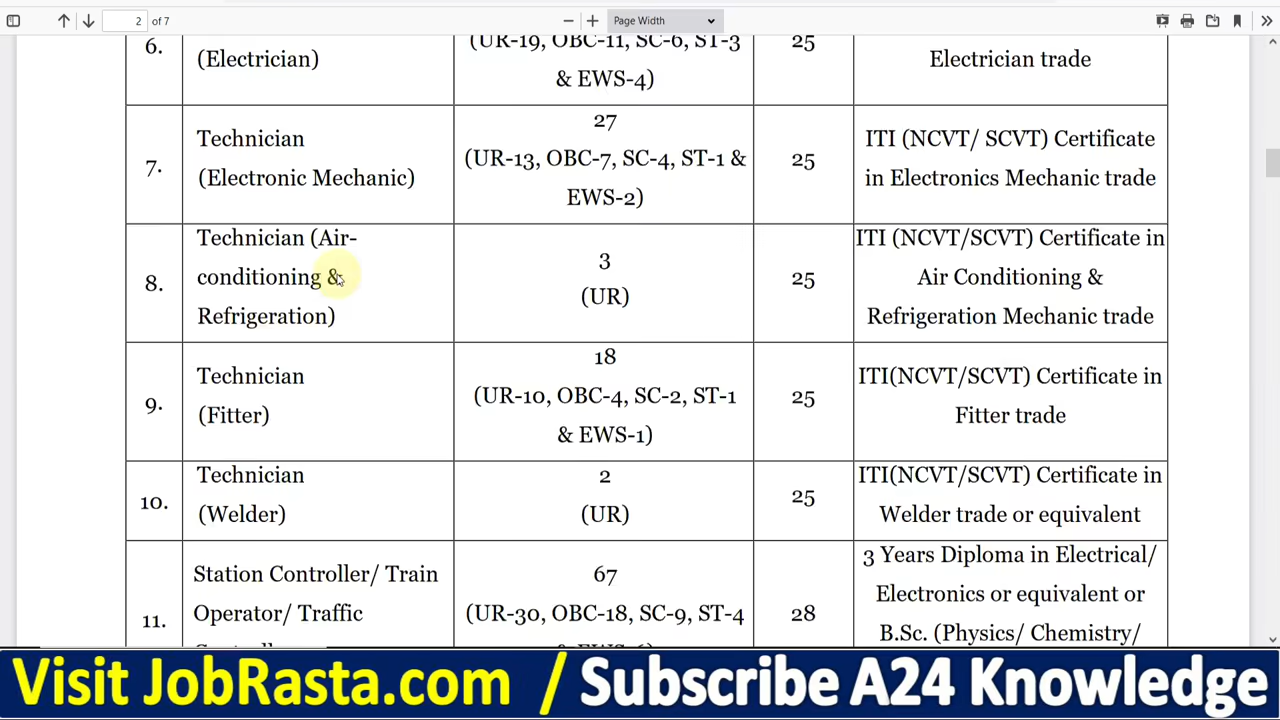 2 of 7 Page Width
6. (Electrician) (UR-19, OBC-11, SC-6, ST-3 & EWS-4) 25 Electrician trade
7. Technician (Electronic Mechanic)
27
(UR-13, OBC-7, SC-4, ST-1 &
EWS-2)
25
ITI (NCVT/ SCVT) Certificate
in Electronics Mechanic trade
8.
Technician (Air-
conditioning &
Refrigeration)
3
(UR)
25
ITI (NCVT/SCVT) Certificate in
Air Conditioning &
Refrigeration Mechanic trade
9.
Technician
(Fitter)
18
(UR-10, OBC-4, SC-2, ST-1
& EWS-1)
25
ITI(NCVT/SCVT) Certificate in
Fitter trade
10.
Technician
(Welder)
2
(UR)
25
ITI(NCVT/SCVT) Certificate in
Welder trade or equivalent
11.
Station Controller/ Train
Operator/ Traffic
67
(UR-30, OBC-18, SC-9, ST-4
28
3 Years Diploma in Electrical/
Electronics or equivalent or
B.Sc. (Physics/ Chemistry/
Visit JobRasta.com / Subscribe A24 Knowledge